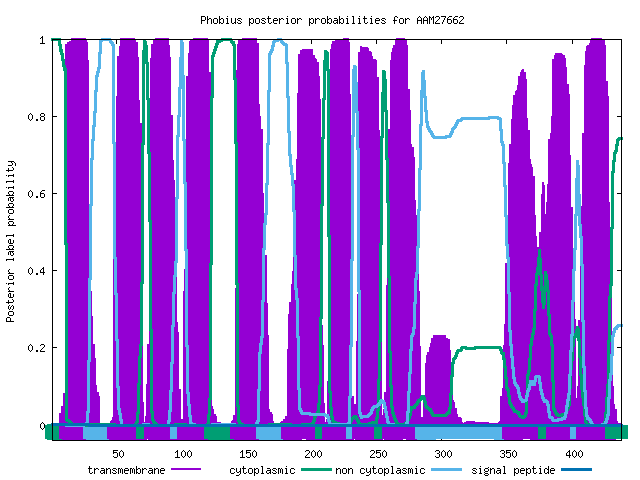 Phobius posterior probabilities for AAM27662
1
0.8
0.6
0.4
0.2
0
Posterior label probability
50 100 150 200 250 300 350 400
transmembrane cytoplasmic non cytoplasmic signal peptide